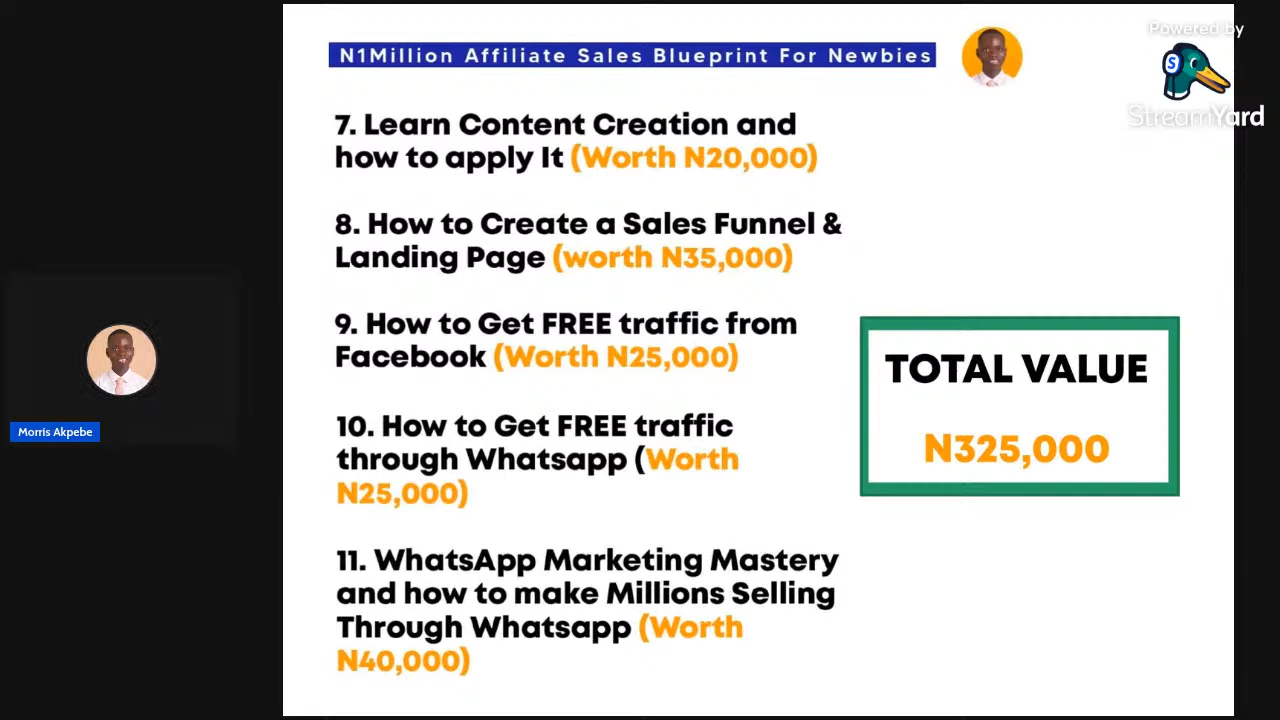 N1Million Affiliate Sales Blueprint For Newbies
Powered by
StreamYard
7. Learn Content Creation and
how to apply It (Worth N20,000)
8. How to Create a Sales Funnel &
Landing Page (worth N35,000)
9. How to Get FREE traffic from
Facebook (Worth N25,000)
10. How to Get FREE traffic
through Whatsapp (Worth
N25,000)
11. WhatsApp Marketing Mastery
and how to make Millions Selling
Through Whatsapp (Worth
N40,000)
TOTAL VALUE
N325,000
Morris Akpebe